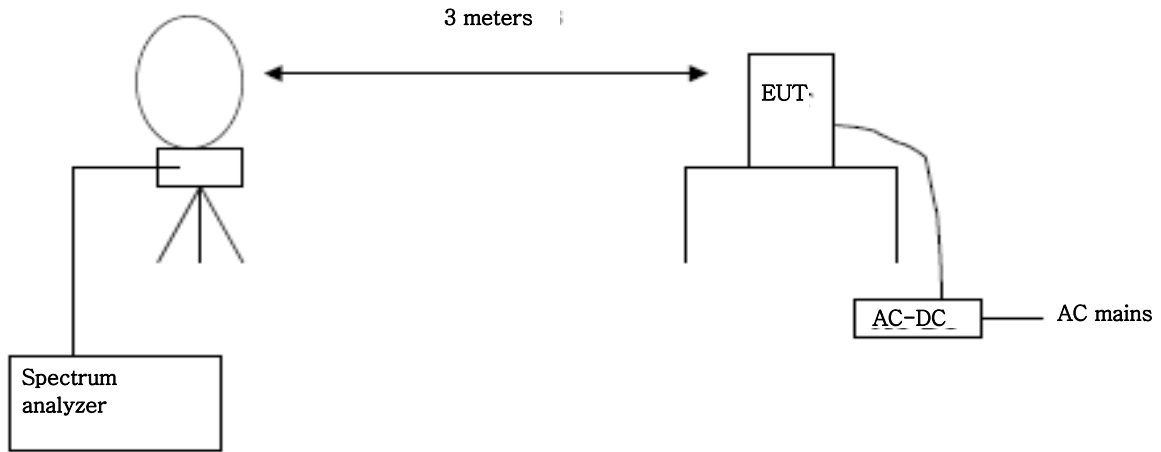 3 meters
EUT
AC-DC
AC mains
Spectrum
analyzer